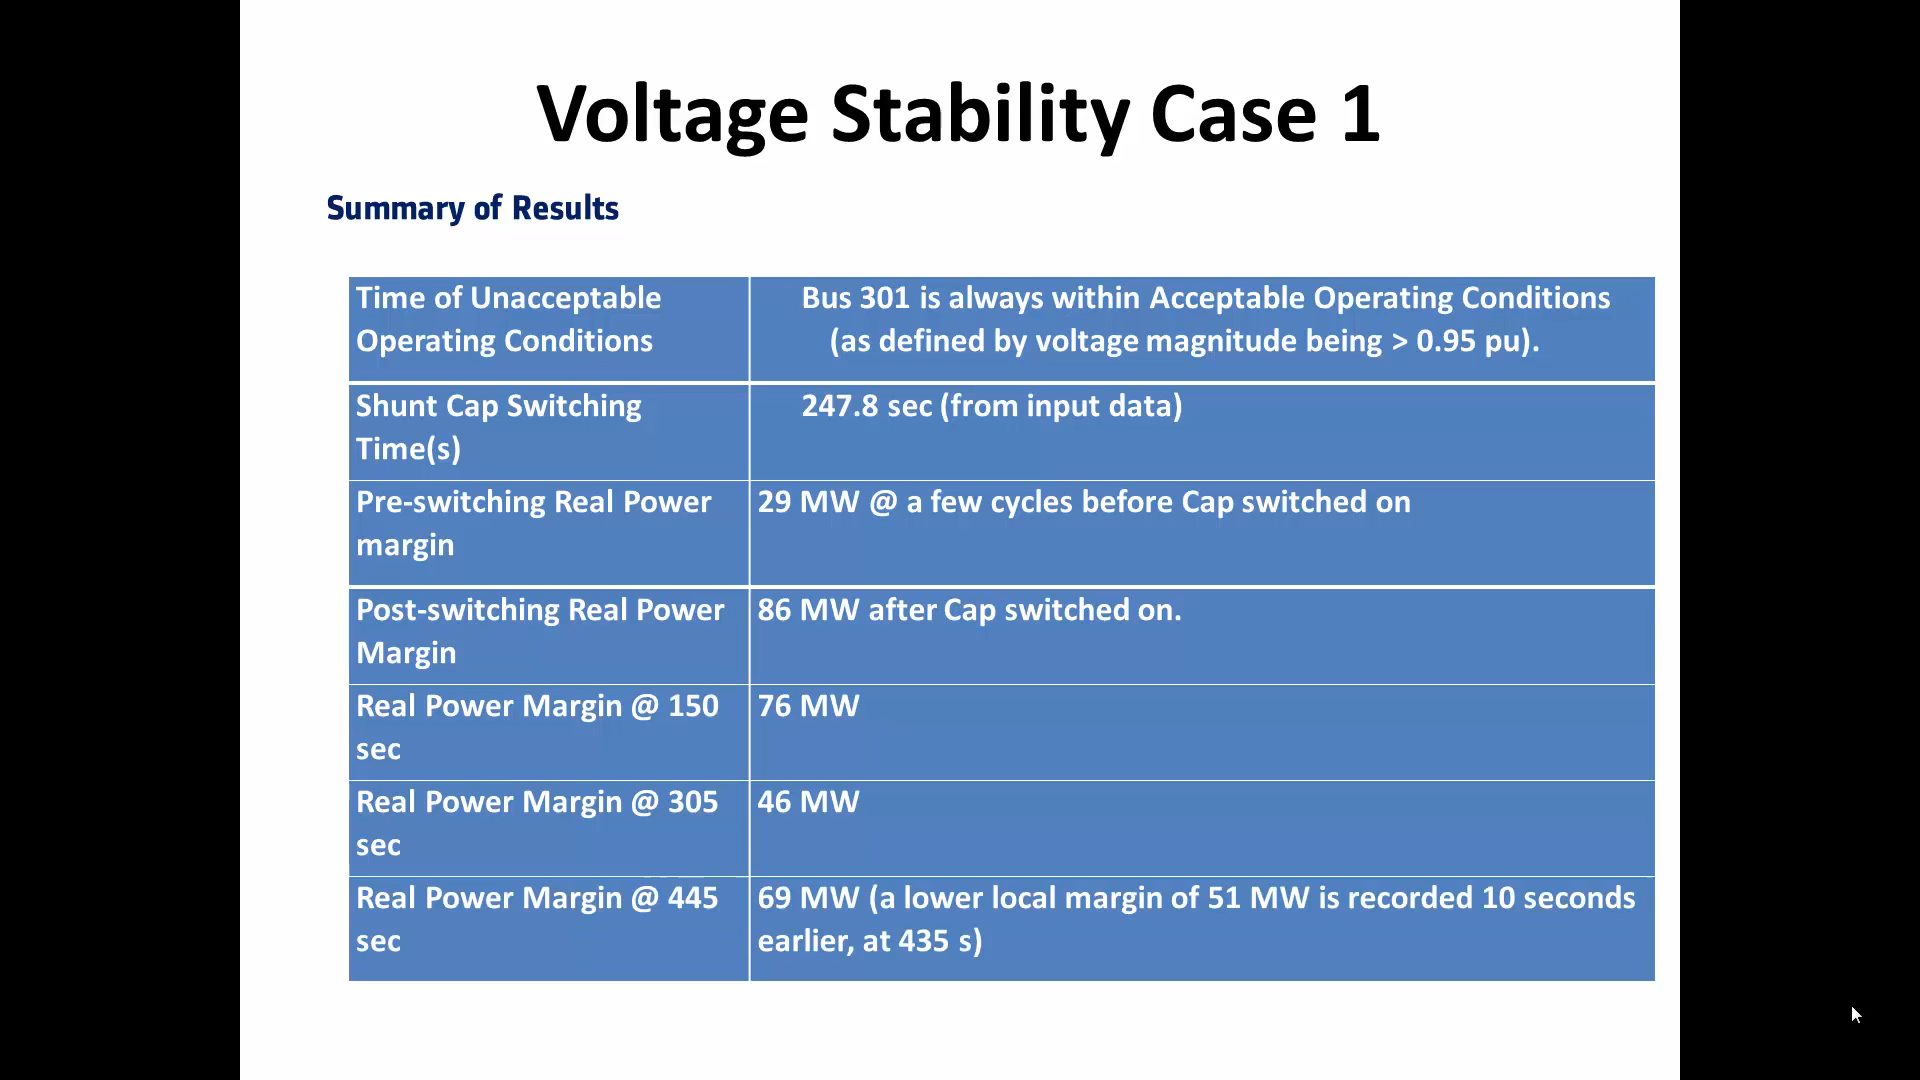 Voltage Stability Case 1
Summary of Results
Time of Unacceptable
Operating Conditions
Bus 301 is always within Acceptable Operating Conditions
(as defined by voltage magnitude being > 0.95 pu).
Shunt Cap Switching
Time(s)
247.8 sec (from input data)
Pre-switching Real Power
margin
29 MW @ a few cycles before Cap switched on
Post-switching Real Power
Margin
86 MW after Cap switched on.
Real Power Margin @ 150
sec
76 MW
Real Power Margin @ 305
sec
46 MW
Real Power Margin @ 445
sec
69 MW (a lower local margin of 51 MW is recorded 10 seconds
earlier, at 435 s)